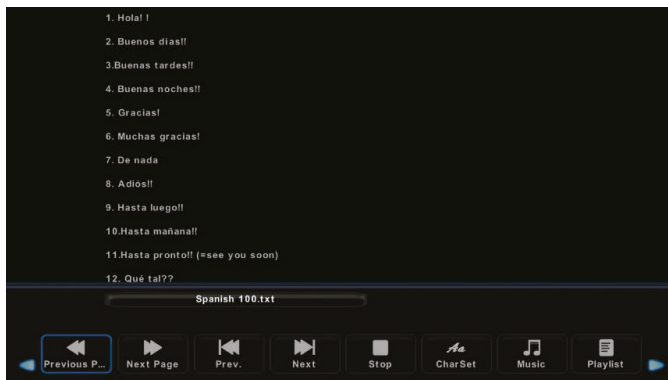 1. Hola! !
2. Buenos dias!!
3.Buenas tardes!!
4. Buenas noches!!
5. Gracias!
6. Muchas gracias!
7. De nada
8. Adiós!!
9. Hasta luego!!
10.Hasta mañana!!
11.Hasta pronto!! (=see you soon)
12. Qué tal??
Spanish 100.txt
Previous P... Next Page Prev. Next Stop CharSet Music Playlist